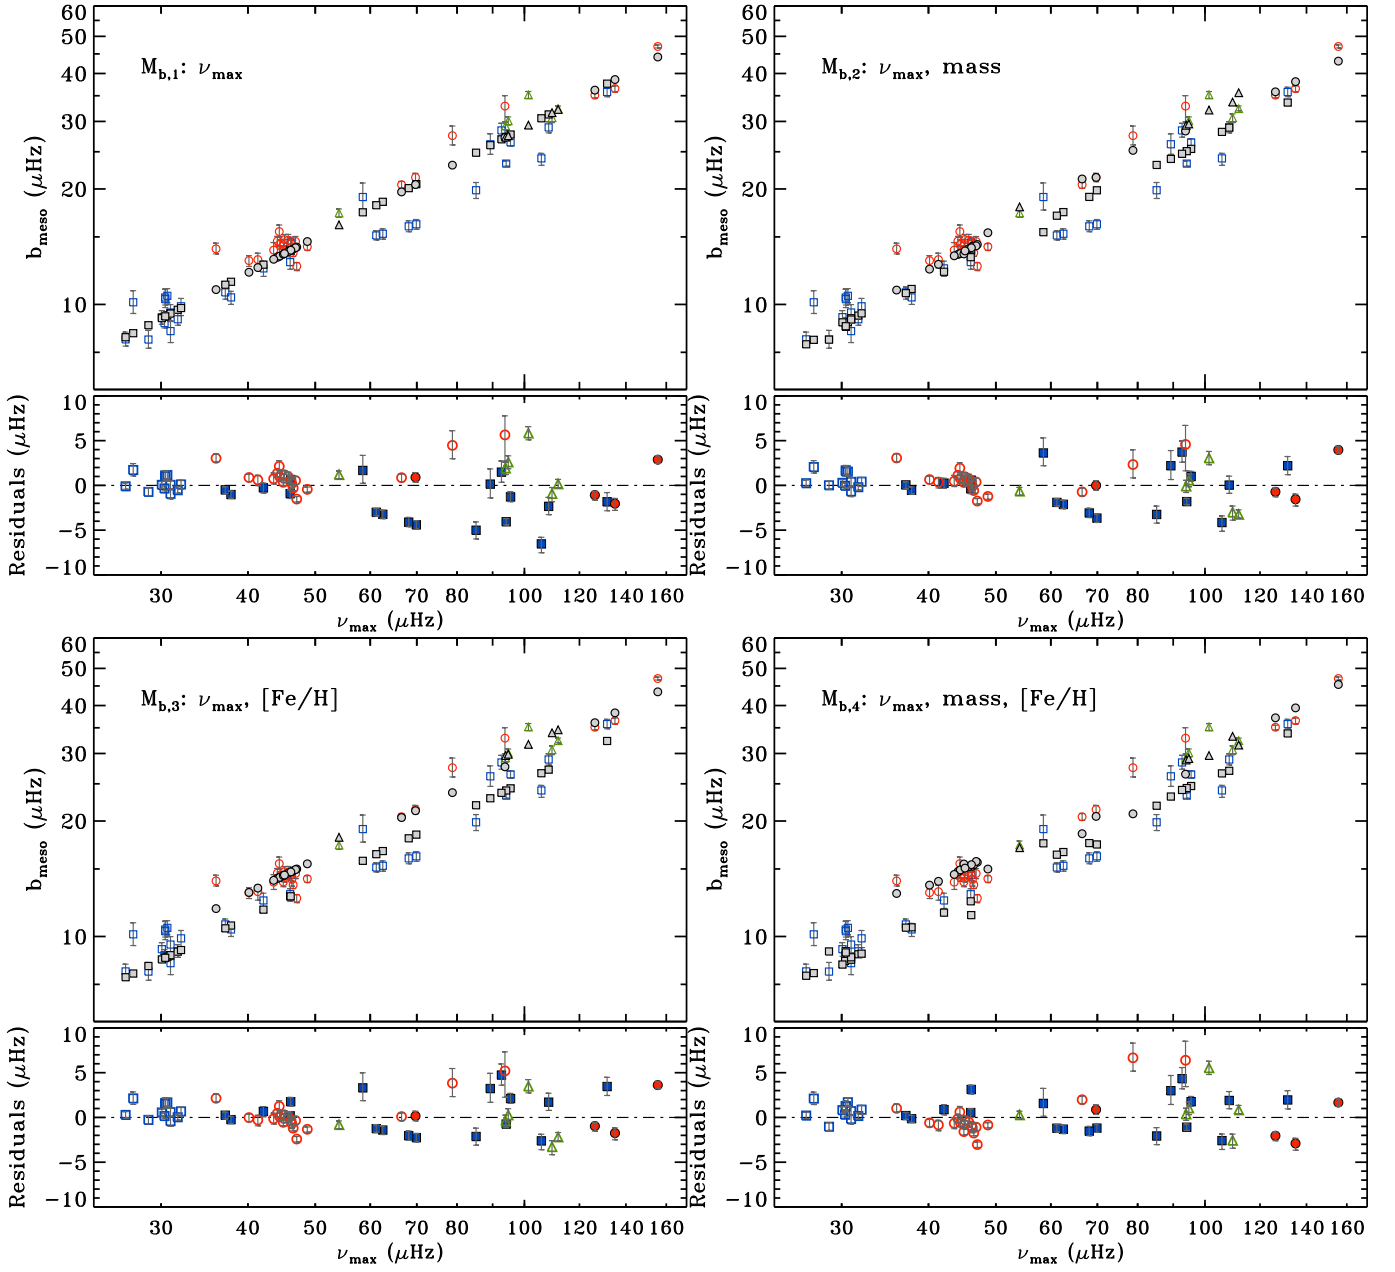 M_b,1: ν_max
b_meso (μHz)
60
50
40
30
20
10
Residuals (μHz)
10
5
0
−5
−10
30 40 50 60 70 80 100 120 140 160
ν_max (μHz)
M_b,2: ν_max, mass
b_meso (μHz)
60
50
40
30
20
10
Residuals (μHz)
10
5
0
−5
−10
30 40 50 60 70 80 100 120 140 160
ν_max (μHz)
M_b,3: ν_max, [Fe/H]
b_meso (μHz)
60
50
40
30
20
10
Residuals (μHz)
10
5
0
−5
−10
30 40 50 60 70 80 100 120 140 160
ν_max (μHz)
M_b,4: ν_max, mass, [Fe/H]
b_meso (μHz)
60
50
40
30
20
10
Residuals (μHz)
10
5
0
−5
−10
30 40 50 60 70 80 100 120 140 160
ν_max (μHz)